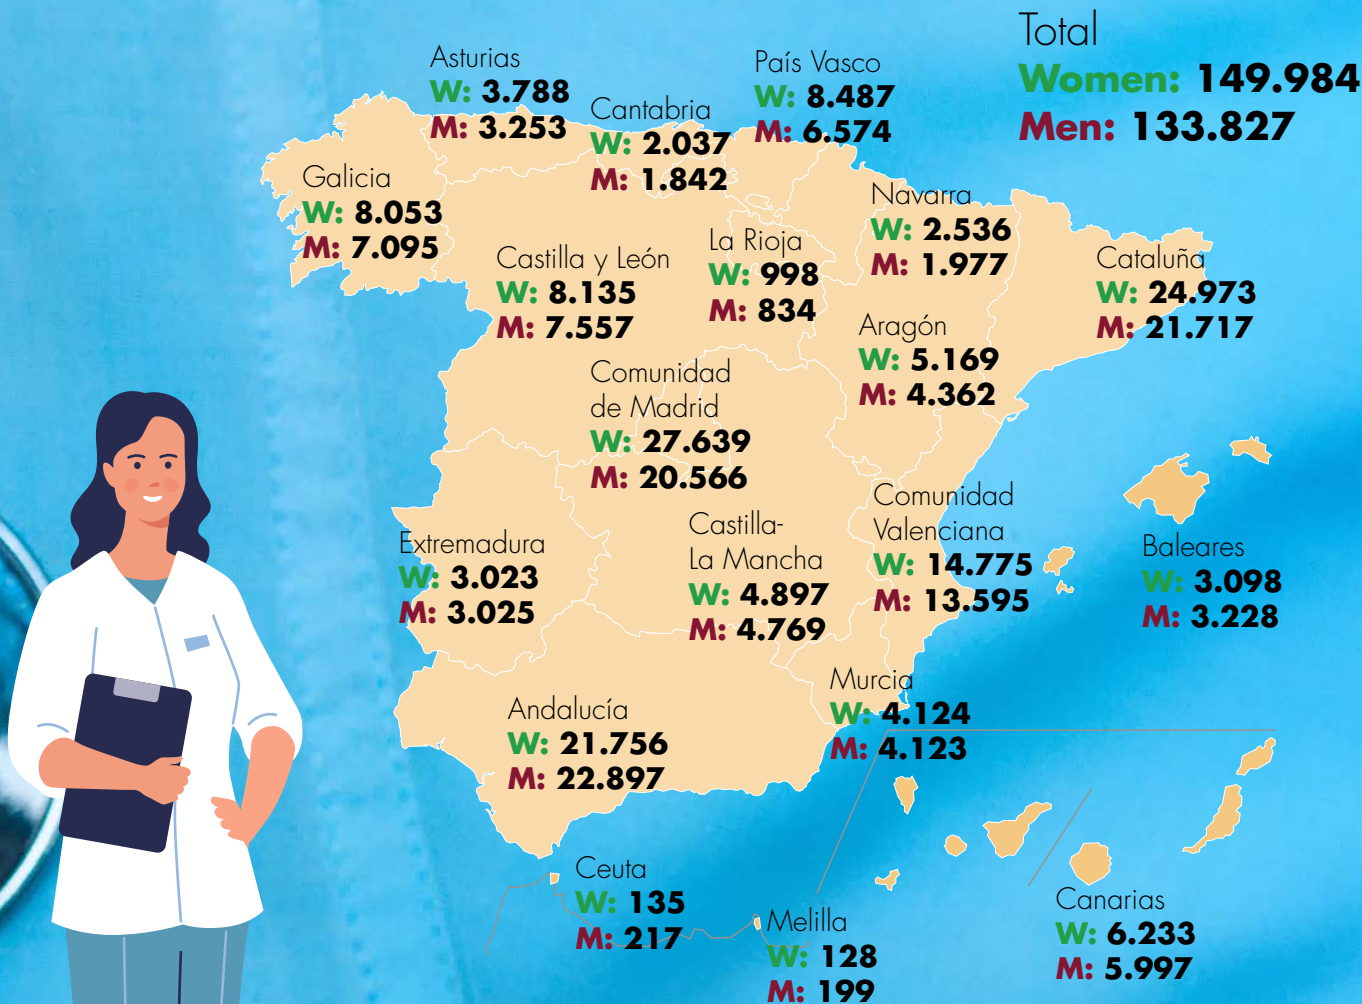 Total
Women: 149.984
Men: 133.827
Asturias
W: 3.788
M: 3.253
Cantabria
W: 2.037
M: 1.842
País Vasco
W: 8.487
M: 6.574
Galicia
W: 8.053
M: 7.095
Castilla y León
W: 8.135
M: 7.557
La Rioja
W: 998
M: 834
Navarra
W: 2.536
M: 1.977
Cataluña
W: 24.973
M: 21.717
Aragón
W: 5.169
M: 4.362
Comunidad
de Madrid
W: 27.639
M: 20.566
Extremadura
W: 3.023
M: 3.025
Castilla-
La Mancha
W: 4.897
M: 4.769
Comunidad
Valenciana
W: 14.775
M: 13.595
Baleares
W: 3.098
M: 3.228
Andalucía
W: 21.756
M: 22.897
Murcia
W: 4.124
M: 4.123
Ceuta
W: 135
M: 217
Melilla
W: 128
M: 199
Canarias
W: 6.233
M: 5.997